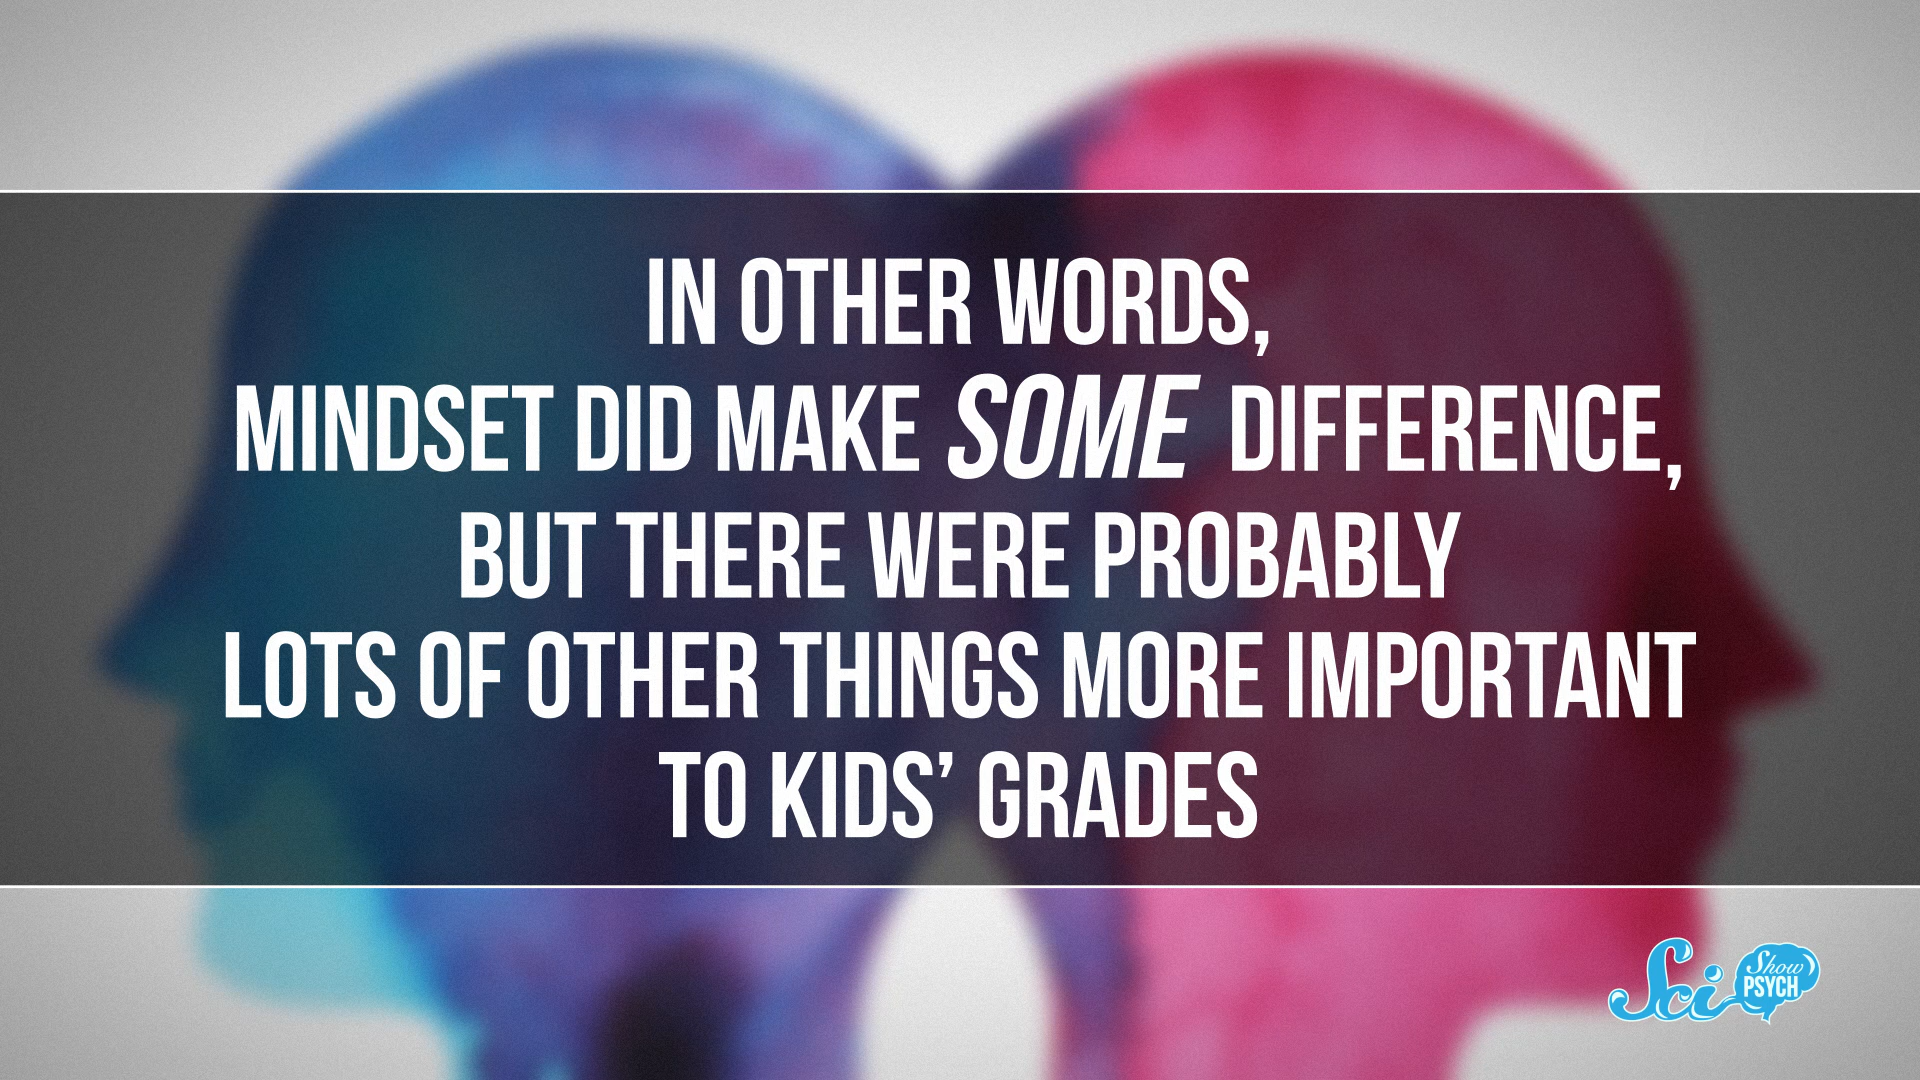 IN OTHER WORDS,
MINDSET DID MAKE SOME DIFFERENCE,
BUT THERE WERE PROBABLY
LOTS OF OTHER THINGS MORE IMPORTANT
TO KIDS’ GRADES
Sci Show
PSYCH